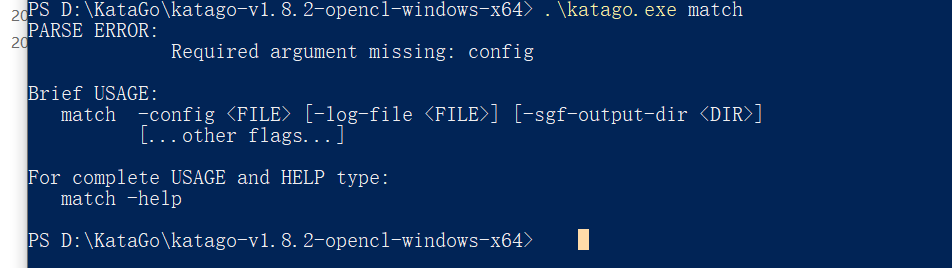 20
PS D:\KataGo\katago-v1.8.2-opencl-windows-x64> .\katago.exe match
20
PARSE ERROR:
Required argument missing: config
Brief USAGE:
match -config <FILE> [-log-file <FILE>] [-sgf-output-dir <DIR>]
[...other flags...]
For complete USAGE and HELP type:
match -help
PS D:\KataGo\katago-v1.8.2-opencl-windows-x64>